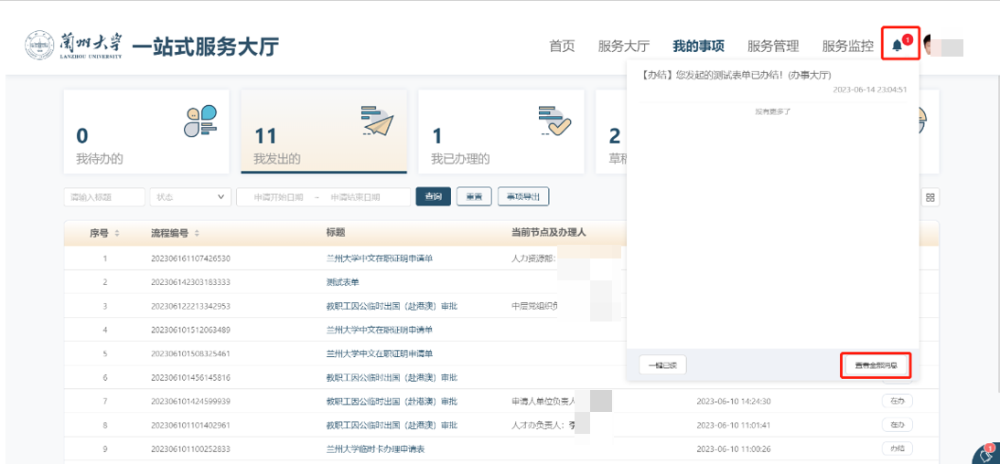 兰州大学
LANZHOU UNIVERSITY
一站式服务大厅
首页 服务大厅 我的事项 服务管理 服务监控 1
【办结】您发起的测试表单已办结!(办事大厅)
2023-06-14 23:04:51
没有更多了
一键已读 查看全部消息
0
我待办的
11
我发出的
1
我已办理的
2
请输入标题 状态 申请开始日期 ~ 申请结束日期 查询 重置 事项导出
序号 流程编号 标题 当前节点及办理人
1 202306161107426530 兰州大学中文在职证明申请单 人力资源部:
2 202306142303183333 测试表单
3 202306122213342953 教职工因公临时出国(赴港澳)审批 中层党组织负
4 202306101512063489 兰州大学中文在职证明申请单
5 202306101508325461 兰州大学中文在职证明申请单
6 202306101456145816 教职工因公临时出国(赴港澳)审批
7 202306101424599939 教职工因公临时出国(赴港澳)审批 申请人单位负责人 2023-06-10 14:24:30 在办
8 202306101101402961 教职工因公临时出国(赴港澳)审批 人才办负责人: 2023-06-10 11:01:41 在办
9 202306101100252833 兰州大学临时卡办理申请表 2023-06-10 11:00:26 办结
1